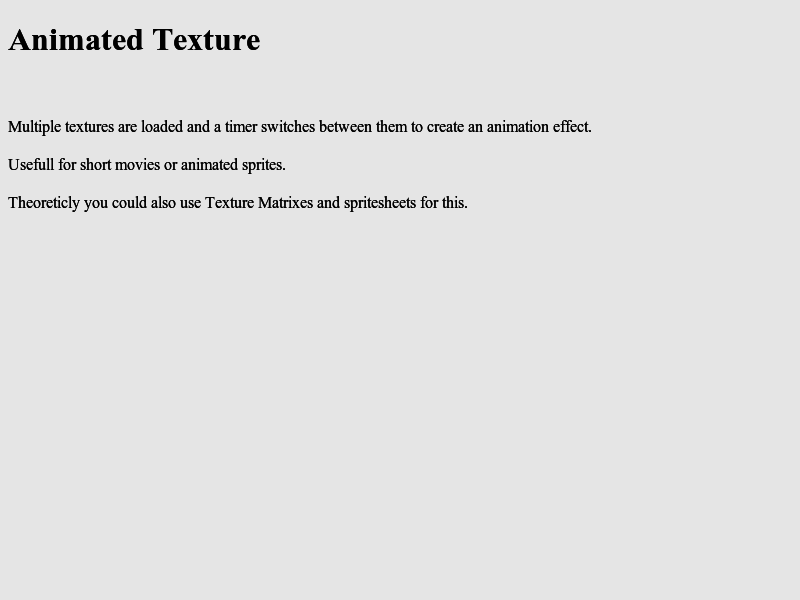 Animated Texture
Multiple textures are loaded and a timer switches between them to create an animation effect.
Usefull for short movies or animated sprites.
Theoreticly you could also use Texture Matrixes and spritesheets for this.